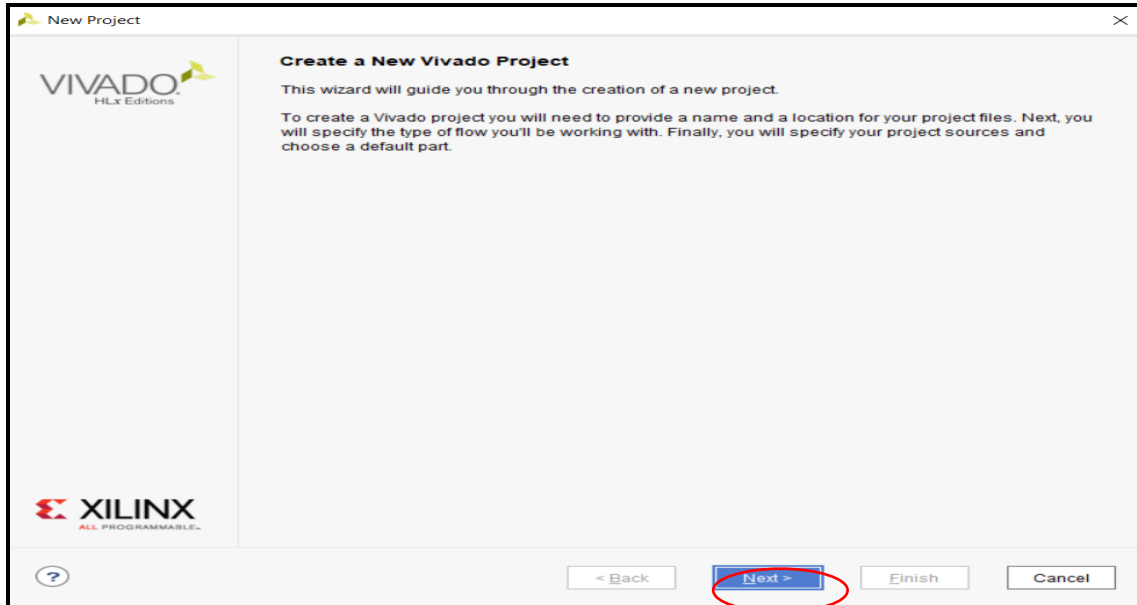 New Project
VIVADO.
HLx Editions
Create a New Vivado Project
This wizard will guide you through the creation of a new project.
To create a Vivado project you will need to provide a name and a location for your project files. Next, you
will specify the type of flow you'll be working with. Finally, you will specify your project sources and
choose a default part.
XILINX
ALL PROGRAMMABLE™
? < Back Next > Finish Cancel